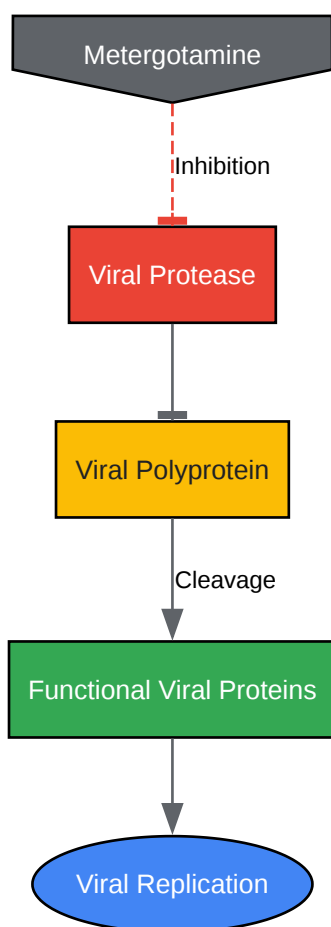 Metergotamine
Inhibition
Viral Protease
Viral Polyprotein
Cleavage
Functional Viral Proteins
Viral Replication